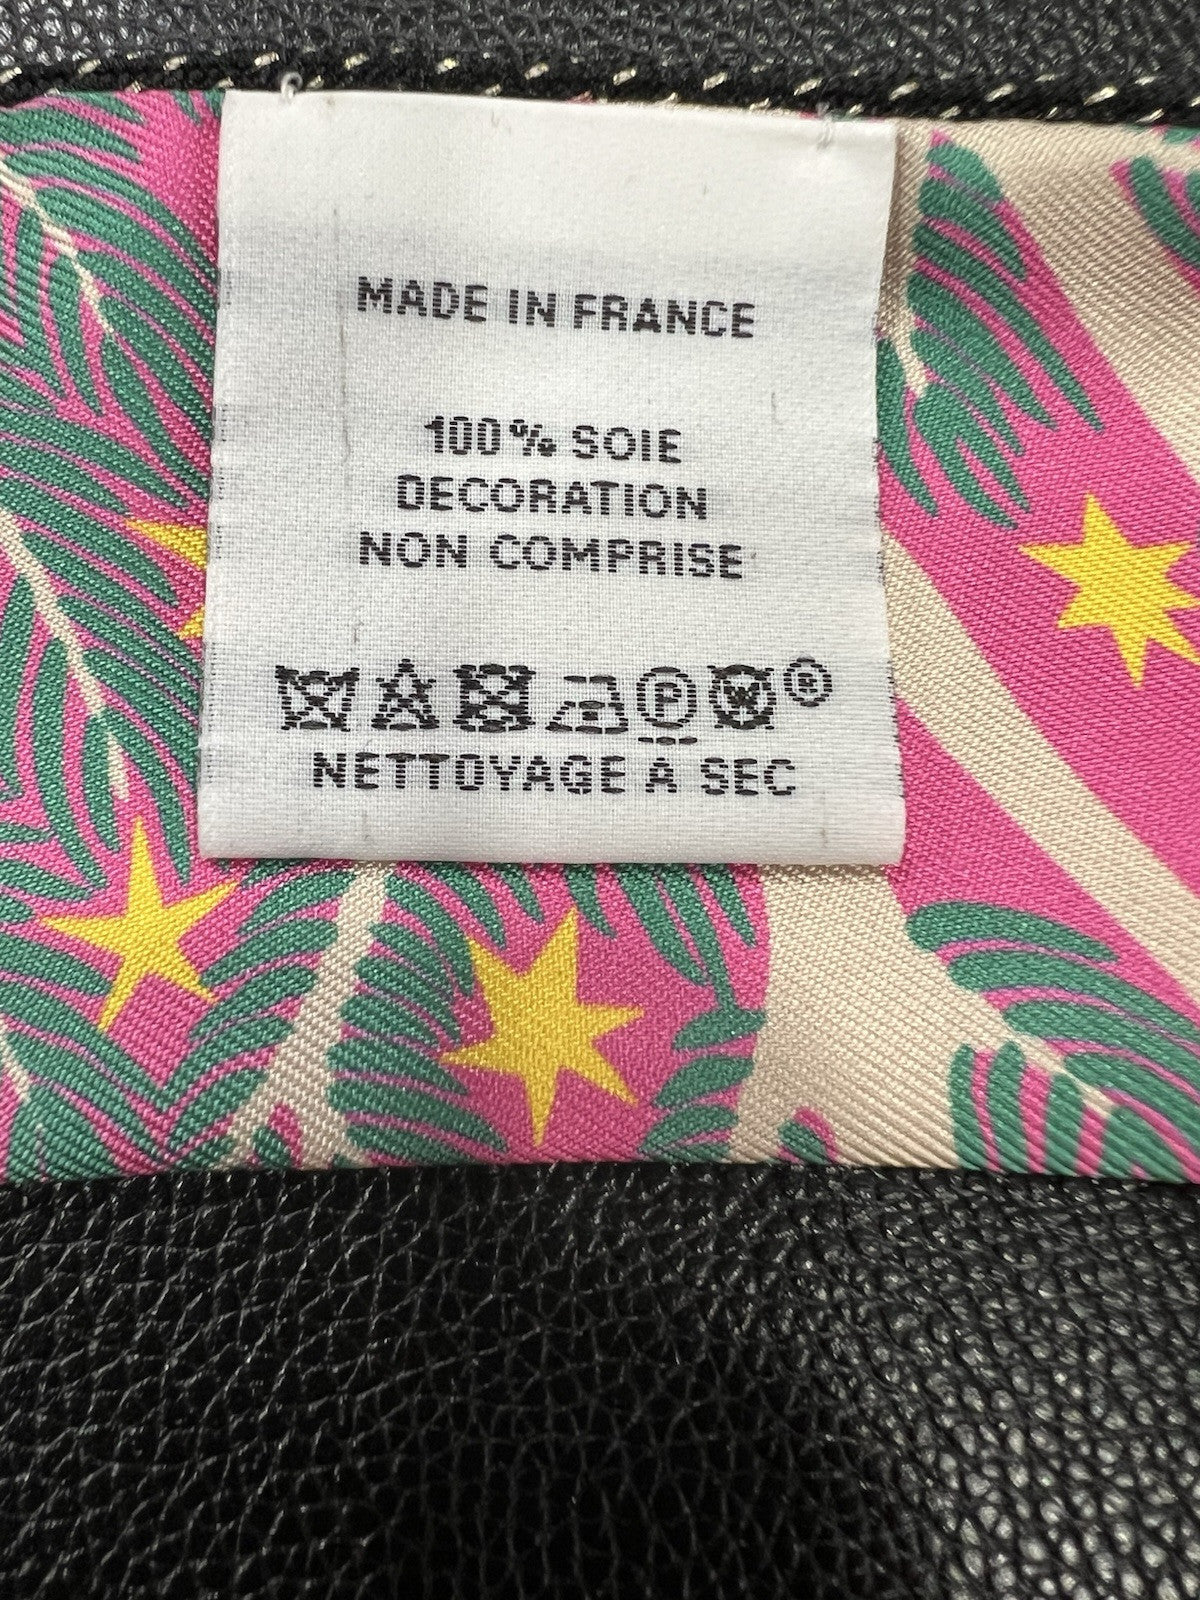 MADE IN FRANCE
100% SOIE
DECORATION
NON COMPRISE
P W ®
NETTOYAGE A SEC